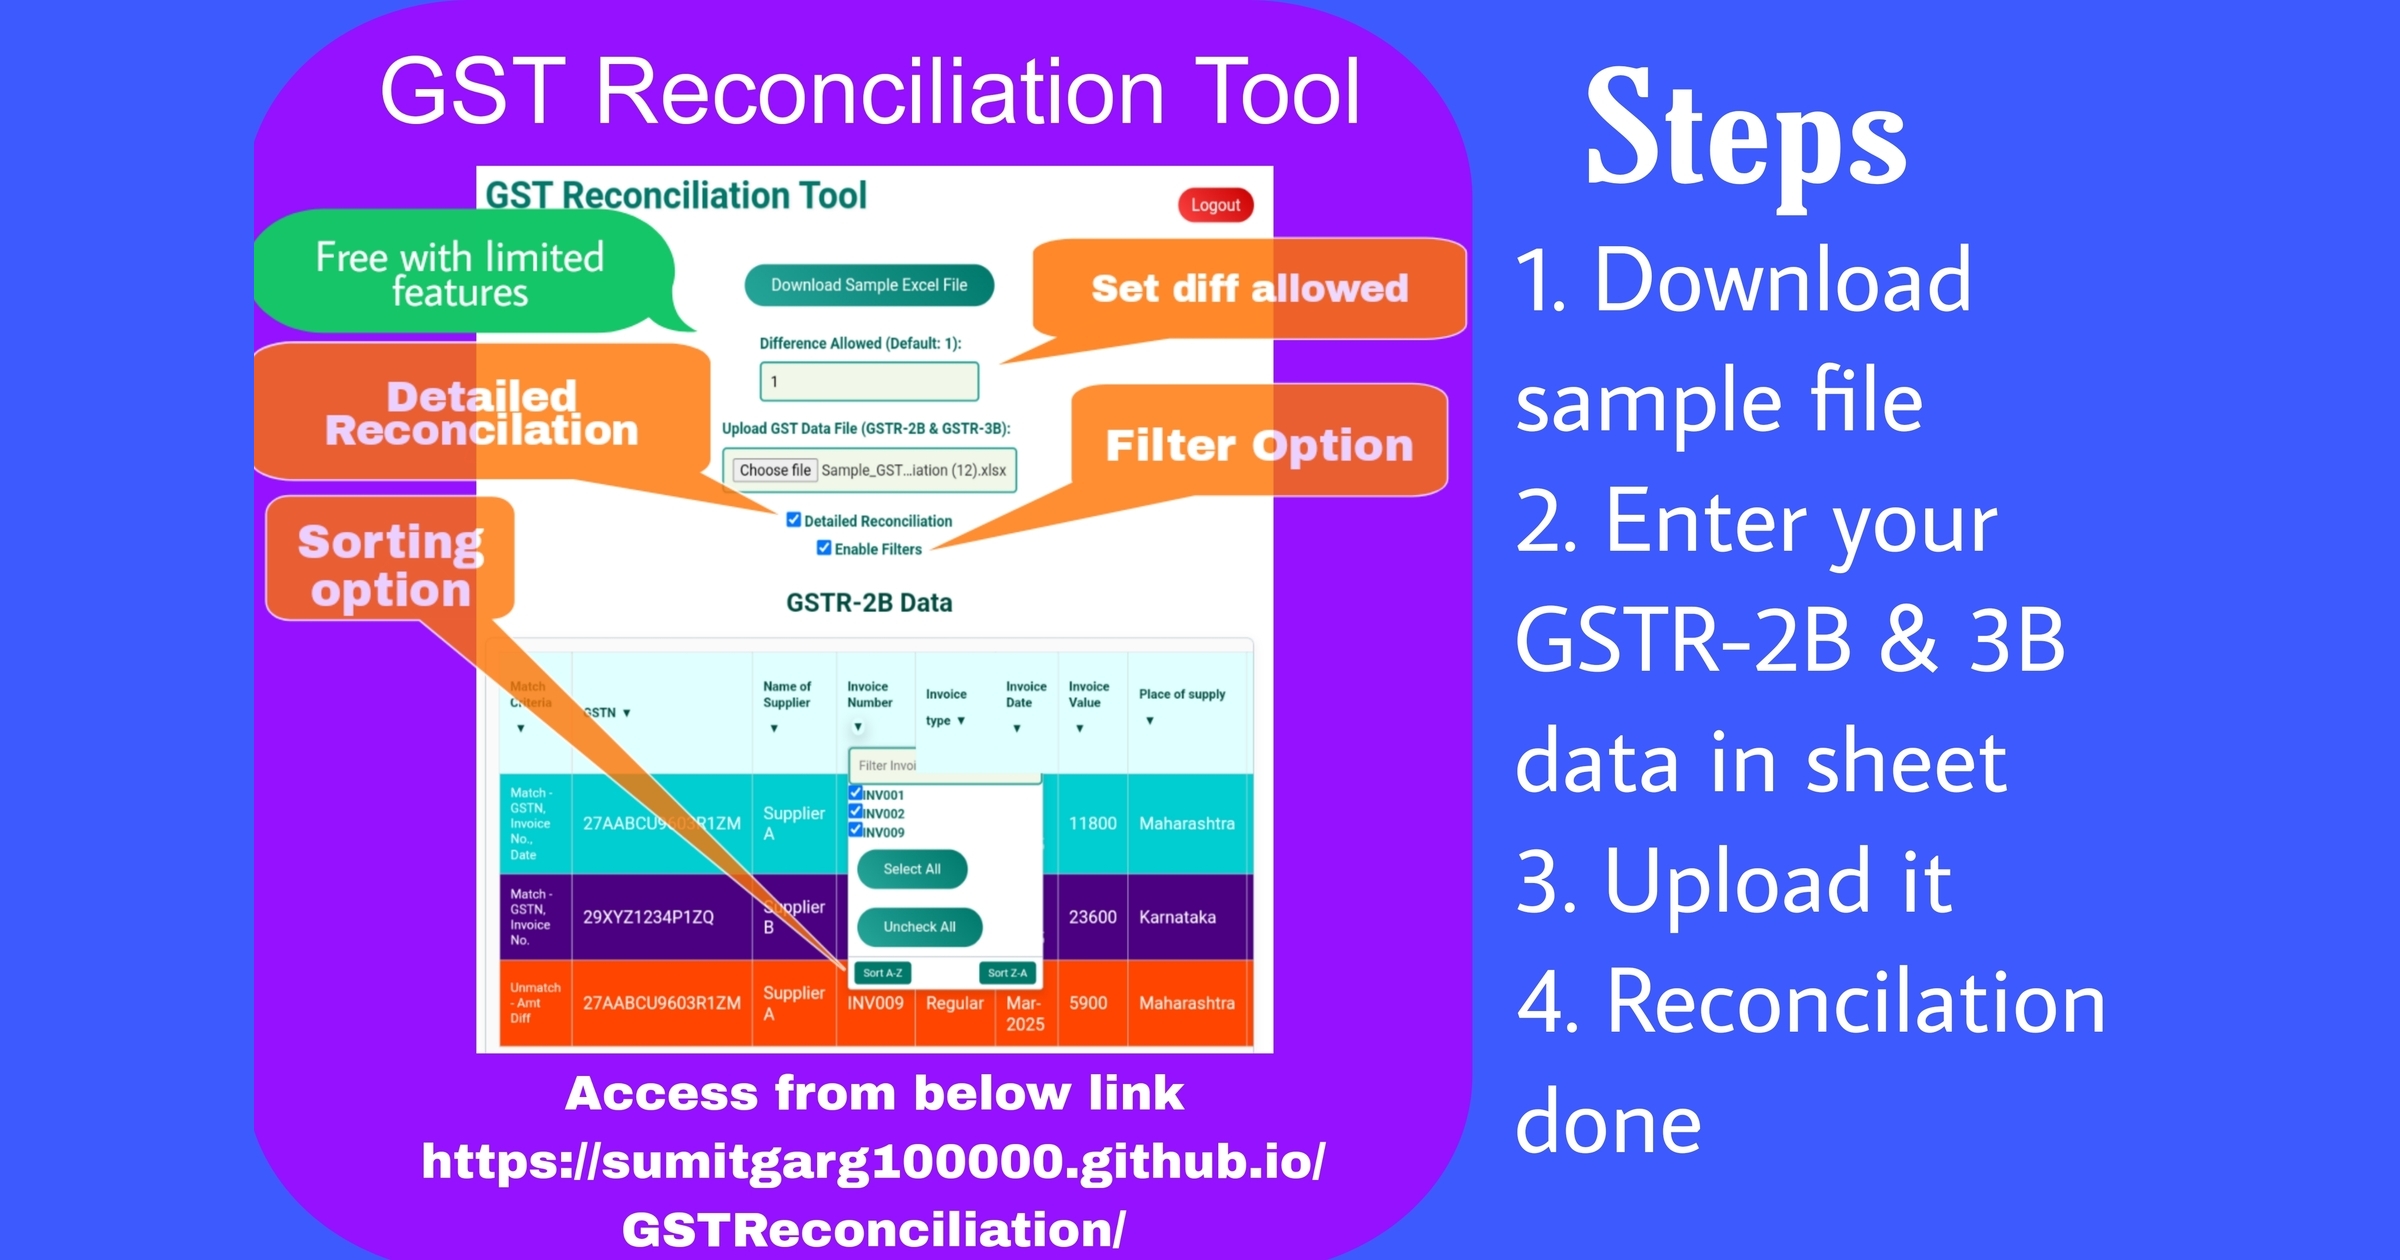 GST Reconciliation Tool
GST Reconciliation Tool
Logout
Free with limited
features
Download Sample Excel File
Set diff allowed
Difference Allowed (Default: 1):
1
Detailed
Reconcilation
Upload GST Data File (GSTR-2B & GSTR-3B):
Choose file Sample_GST...iation (12).xlsx
Filter Option
Detailed Reconciliation
Enable Filters
Sorting
option
GSTR-2B Data
Match
Criteria
▼
GSTN ▼
Name of
Supplier
▼
Invoice
Number
▼
Invoice
type ▼
Invoice
Date
▼
Invoice
Value
▼
Place of supply
▼
Filter Invoi
INV001
INV002
INV009
Select All
Uncheck All
Sort A-Z
Sort Z-A
Match -
GSTN,
Invoice
No.,
Date
27AABCU9603R1ZM
Supplier
A
11800
Maharashtra
Match -
GSTN,
Invoice
No.
29XYZ1234P1ZQ
Supplier
B
23600
Karnataka
Unmatch
- Amt
Diff
27AABCU9603R1ZM
Supplier
A
INV009
Regular
Mar-
2025
5900
Maharashtra
Access from below link
https://sumitgarg100000.github.io/
GSTReconciliation/
Steps
1. Download
sample file
2. Enter your
GSTR-2B & 3B
data in sheet
3. Upload it
4. Reconcilation
done